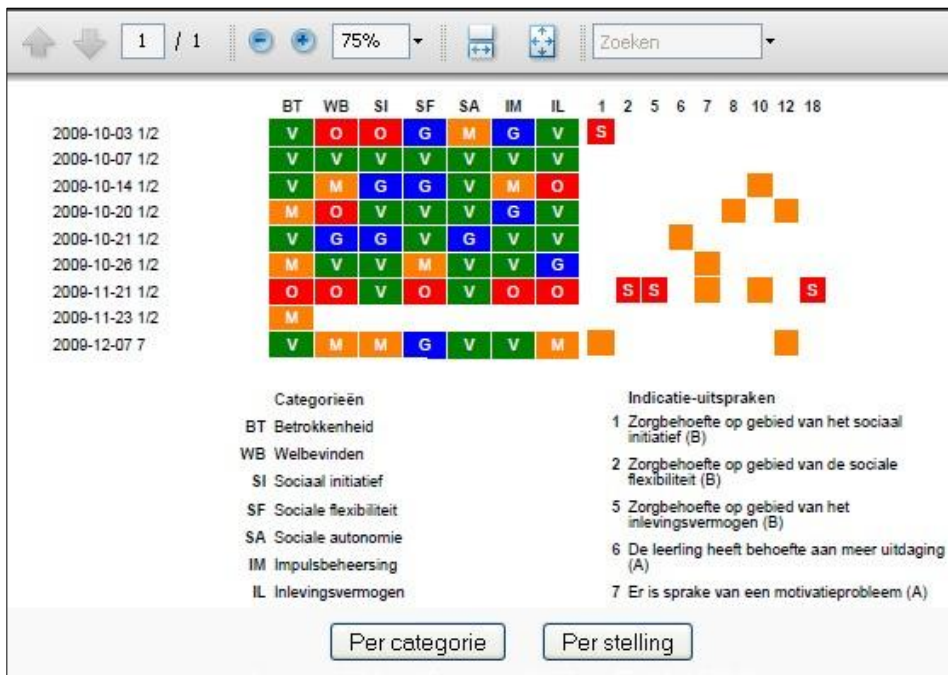 1 / 1 75% Zoeken
BT WB SI SF SA IM IL 1 2 5 6 7 8 10 12 18
2009-10-03 1/2 V O O G M G V S
2009-10-07 1/2 V V V V V V V
2009-10-14 1/2 V M G G V M O
2009-10-20 1/2 M O V V V G V
2009-10-21 1/2 V G G V G V V
2009-10-26 1/2 M V V M V V G
2009-11-21 1/2 O O V O V O O S S S
2009-11-23 1/2 M
2009-12-07 7 V M M G V V M
Categorieën
BT Betrokkenheid
WB Welbevinden
SI Sociaal initiatief
SF Sociale flexibiliteit
SA Sociale autonomie
IM Impulsbeheersing
IL Inlevingsvermogen
Indicatie-uitspraken
1 Zorgbehoefte op gebied van het sociaal
initiatief (B)
2 Zorgbehoefte op gebied van de sociale
flexibiliteit (B)
5 Zorgbehoefte op gebied van het
inlevingsvermogen (B)
6 De leerling heeft behoefte aan meer uitdaging
(A)
7 Er is sprake van een motivatieprobleem (A)
Per categorie Per stelling